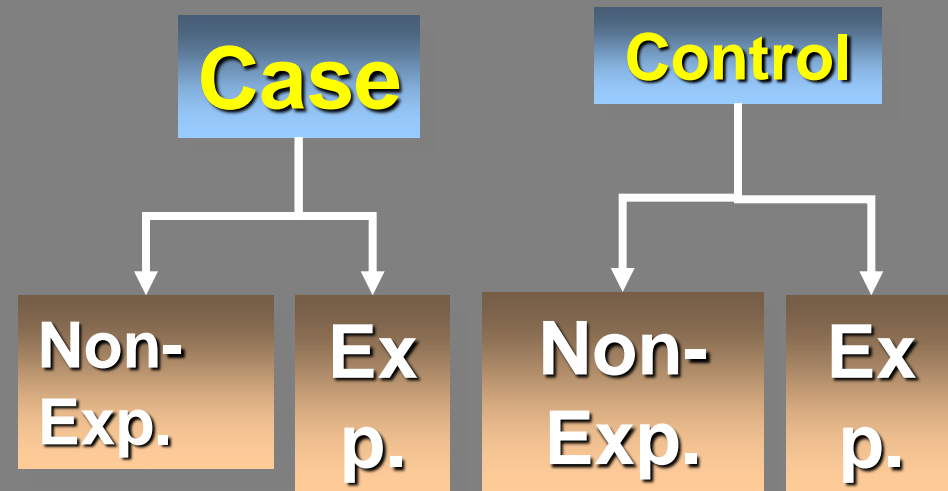 Case
Control
Non-
Exp.
Ex
p.
Non-
Exp.
Ex
p.